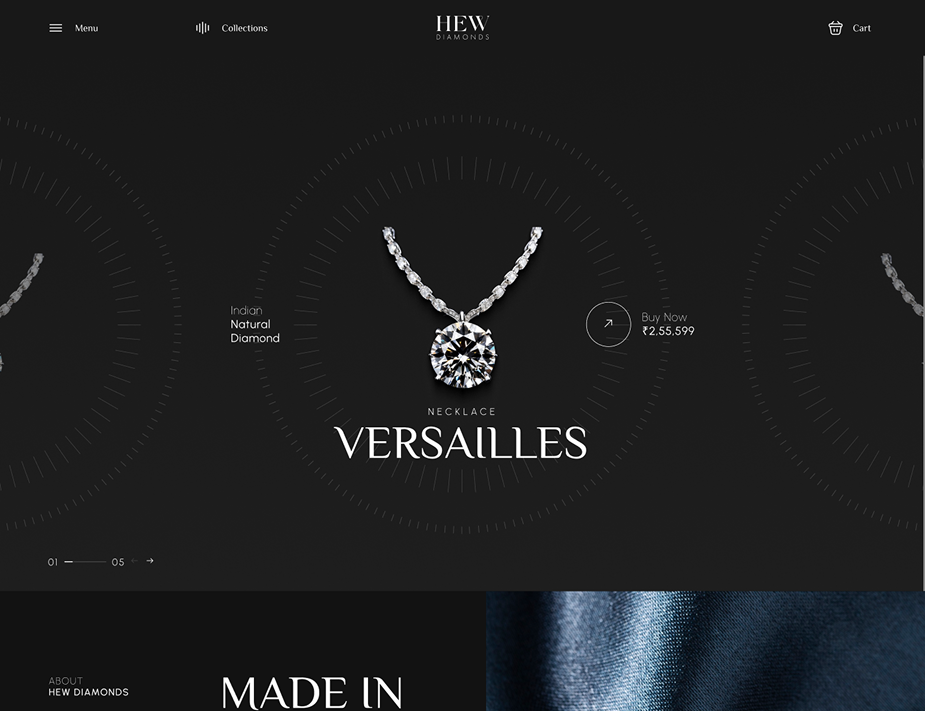 Menu
Collections
HEW
DIAMONDS
Cart
Indian
Natural
Diamond
Buy Now
₹2,55,599
NECKLACE
VERSAILLES
01
05
ABOUT
HEW DIAMONDS
MADE IN